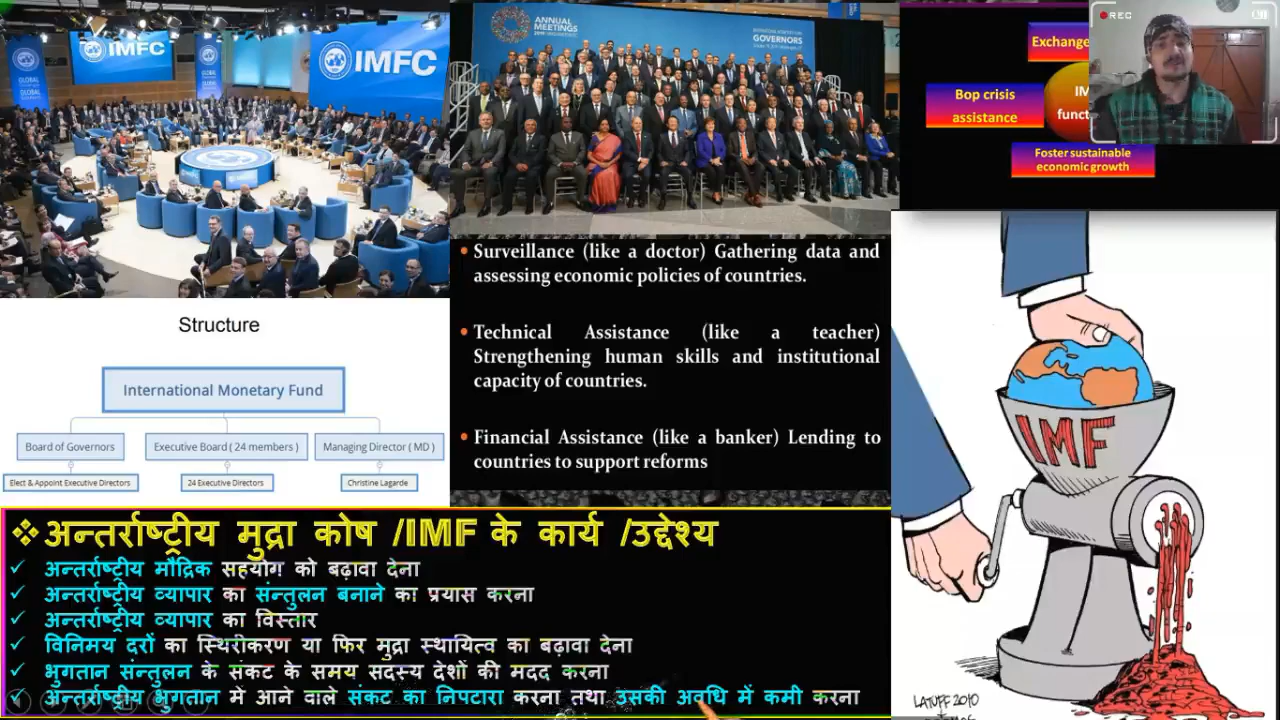 IMFC
IMFC
GLOBAL
GLOBAL
ANNUAL
MEETINGS
GOVERNORS
REC
Exchange
Bop crisis
assistance
IM
funct
Foster sustainable
economic growth
Structure
International Monetary Fund
Board of Governors
Executive Board ( 24 members )
Managing Director ( MD )
Elect & Appoint Executive Directors
24 Executive Directors
Christine Lagarde
• Surveillance (like a doctor) Gathering data and
assessing economic policies of countries.
• Technical Assistance (like a teacher)
Strengthening human skills and institutional
capacity of countries.
• Financial Assistance (like a banker) Lending to
countries to support reforms
IMF
LATUFF 2010
❖अन्तर्राष्ट्रीय मुद्रा कोष /IMF के कार्य /उद्देश्य
✓ अन्तर्राष्ट्रीय मौद्रिक सहयोग को बढ़ावा देना
✓ अन्तर्राष्ट्रीय व्यापार का संन्तुलन बनाने का प्रयास करना
✓ अन्तर्राष्ट्रीय व्यापार का विस्तार
✓ विनिमय दरों का स्थिरीकरण या फिर मुद्रा स्थायित्व का बढ़ावा देना
✓ भुगतान संन्तुलन के संकट के समय सदस्य देशों की मदद करना
✓ अन्तर्राष्ट्रीय भुगतान में आने वाले संकट का निपटारा करना तथा उसकी अवधि में कमी करना